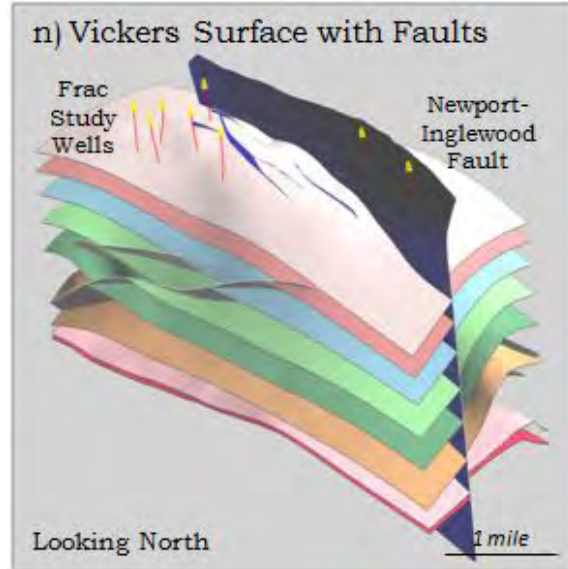 n) Vickers Surface with Faults
Frac
Study
Wells
Newport-
Inglewood
Fault
Looking North
1 mile